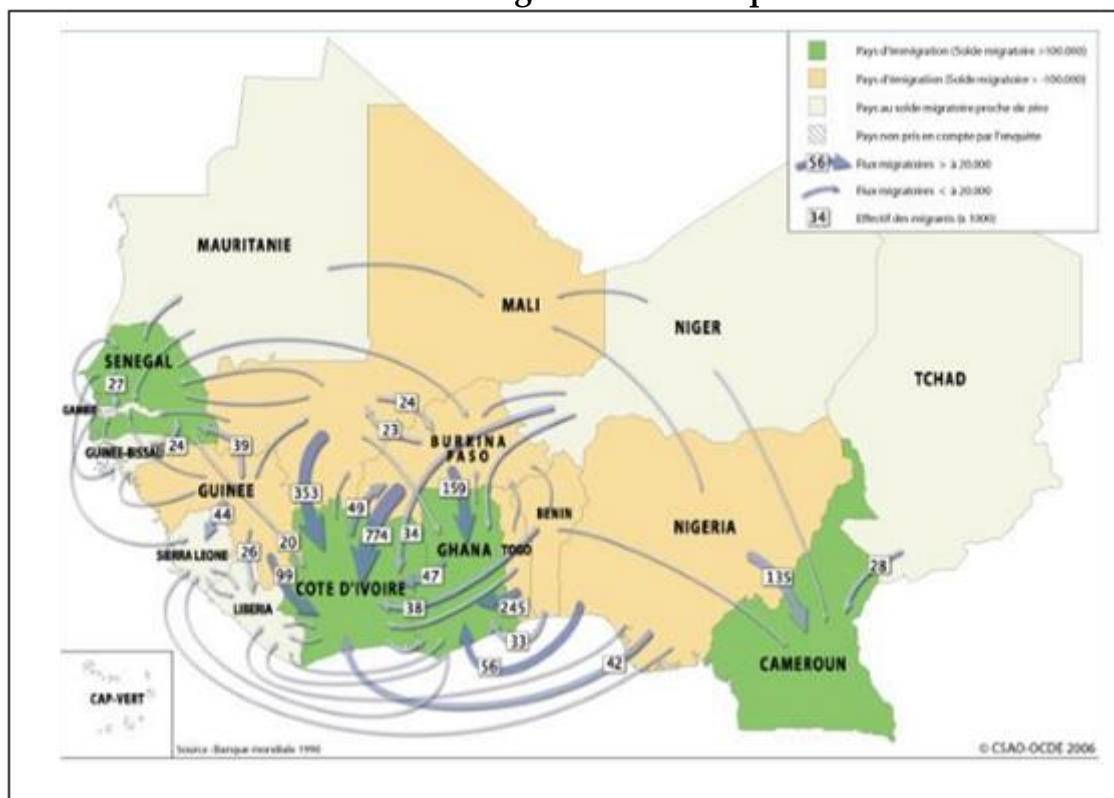 Pays d'immigration (Solde migratoire >100.000)
Pays d'émigration (Solde migratoire > -100.000)
Pays au solde migratoire proche de zéro
Pays non pris en compte par l'enquête
56 Flux migratoires > à 20.000
Flux migratoires < à 20.000
34 Effectif des migrants (x 1000)
MAURITANIE
MALI
NIGER
TCHAD
SENEGAL
27
GAMBIE
24
39
GUINEE-BISSAU
GUINEE
44
SIERRA LEONE
26
LIBERIA
353
20
99
24
23
BURKINA
FASO
159
49
774
34
COTE D'IVOIRE
GHANA
TOGO
BENIN
47
38
245
33
56
42
NIGERIA
135
28
CAMEROUN
CAP-VERT
Source : Banque mondiale 1990
© CSAO-OCDE 2006